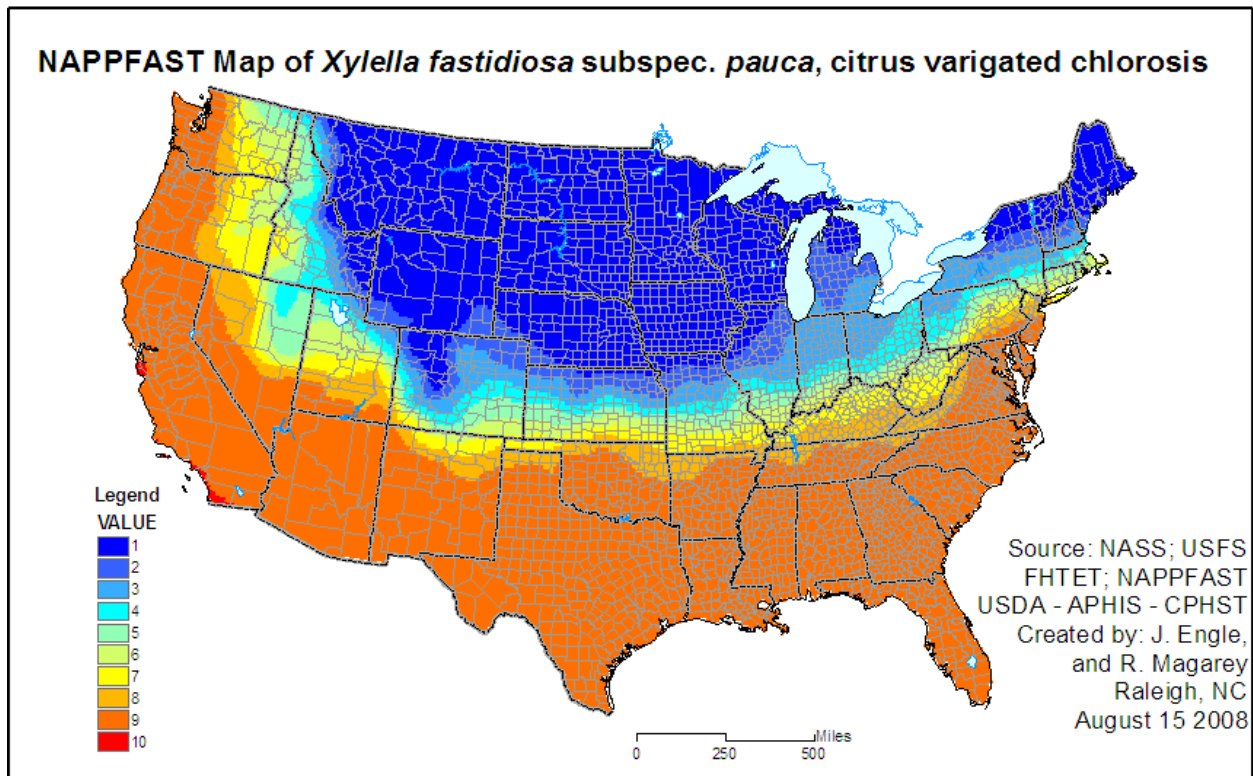 NAPPFAST Map of Xylella fastidiosa subspec. pauca, citrus varigated chlorosis
Legend
VALUE
1
2
3
4
5
6
7
8
9
10
Miles
0 250 500
Source: NASS; USFS
FHTET; NAPPFAST
USDA - APHIS - CPHST
Created by: J. Engle,
and R. Magarey
Raleigh, NC
August 15 2008